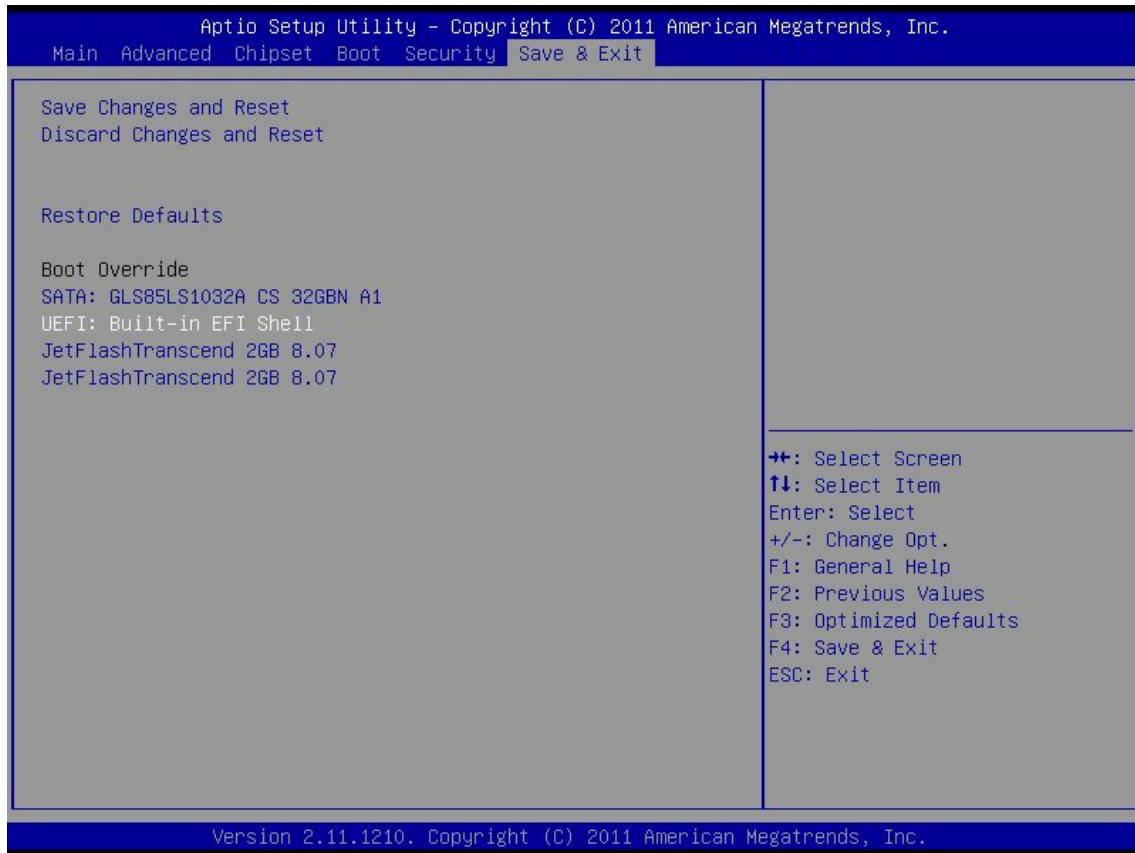 Aptio Setup Utility – Copyright (C) 2011 American Megatrends, Inc.
Main Advanced Chipset Boot Security Save & Exit
Save Changes and Reset
Discard Changes and Reset
Restore Defaults
Boot Override
SATA: GLS85LS1032A CS 32GBN A1
UEFI: Built-in EFI Shell
JetFlashTranscend 2GB 8.07
JetFlashTranscend 2GB 8.07
→←: Select Screen
↑↓: Select Item
Enter: Select
+/-: Change Opt.
F1: General Help
F2: Previous Values
F3: Optimized Defaults
F4: Save & Exit
ESC: Exit
Version 2.11.1210. Copyright (C) 2011 American Megatrends, Inc.